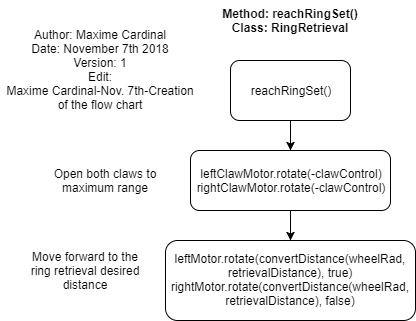 Method: reachRingSet()
Class: RingRetrieval
Author: Maxime Cardinal
Date: November 7th 2018
Version: 1
Edit:
Maxime Cardinal-Nov. 7th-Creation
of the flow chart
reachRingSet()
Open both claws to
maximum range
leftClawMotor.rotate(-clawControl)
rightClawMotor.rotate(-clawControl)
Move forward to the
ring retrieval desired
distance
leftMotor.rotate(convertDistance(wheelRad,
retrievalDistance), true)
rightMotor.rotate(convertDistance(wheelRad,
retrievalDistance), false)